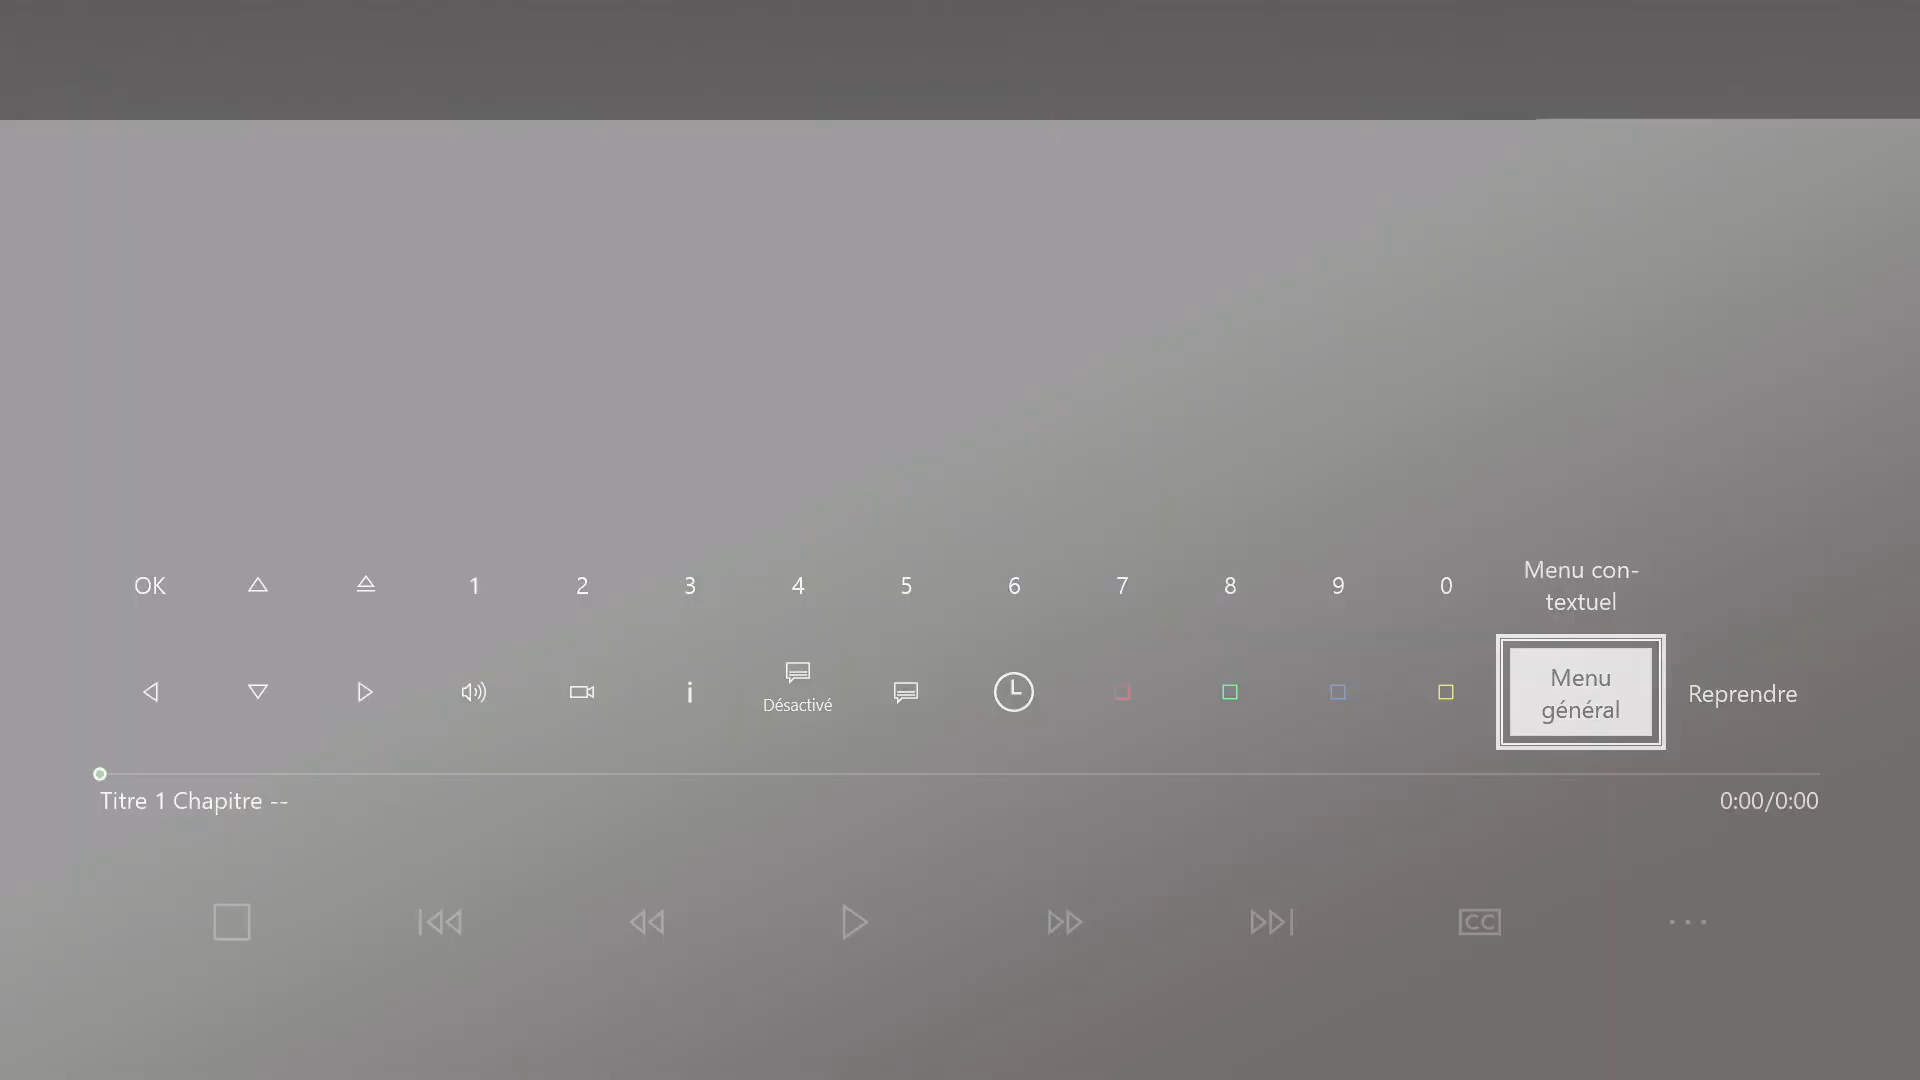 OK 1 2 3 4 5 6 7 8 9 0 Menu con-
textuel
i Désactivé Menu
général Reprendre
Titre 1 Chapitre -- 0:00/0:00
CC